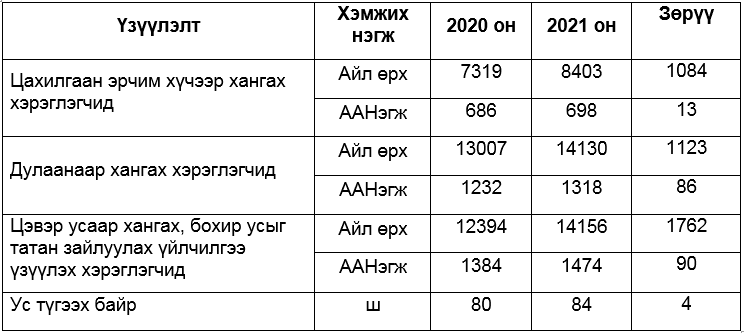 Үзүүлэлт Хэмжих нэгж 2020 он 2021 он Зөрүү
Цахилгаан эрчим хүчээр хангах хэрэглэгчид Айл өрх 7319 8403 1084
ААНэгж 686 698 13
Дулаанаар хангах хэрэглэгчид Айл өрх 13007 14130 1123
ААНэгж 1232 1318 86
Цэвэр усаар хангах, бохир усыг татан зайлуулах үйлчилгээ үзүүлэх хэрэглэгчид Айл өрх 12394 14156 1762
ААНэгж 1384 1474 90
Ус түгээх байр ш 80 84 4